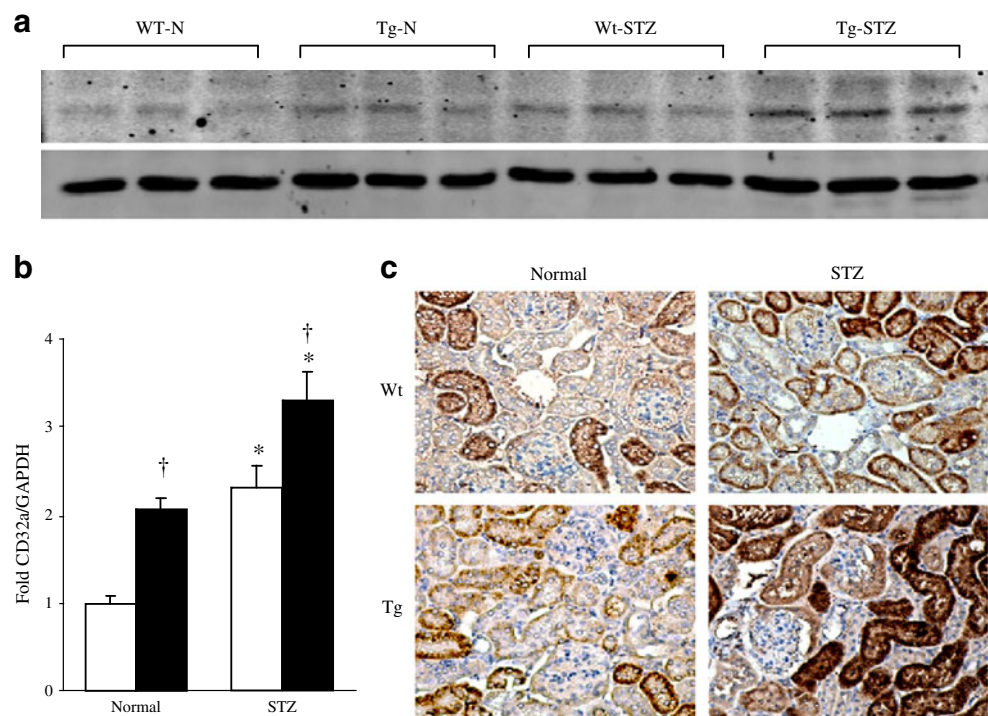 a
WT-N Tg-N Wt-STZ Tg-STZ
b
Fold CD32a/GAPDH
4
3
2
1
0
†
*
†
*
Normal STZ
c
Normal STZ
Wt
Tg